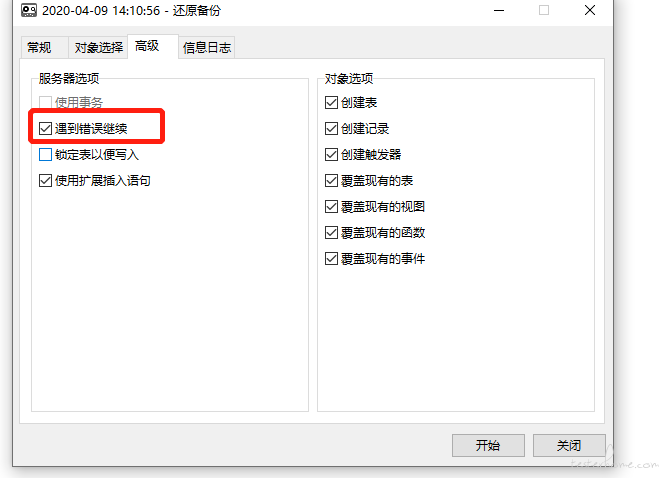 2020-04-09 14:10:56 - 还原备份
常规 对象选择 高级 信息日志
服务器选项
使用事务
遇到错误继续
锁定表以便写入
使用扩展插入语句
对象选项
创建表
创建记录
创建触发器
覆盖现有的表
覆盖现有的视图
覆盖现有的函数
覆盖现有的事件
开始 关闭